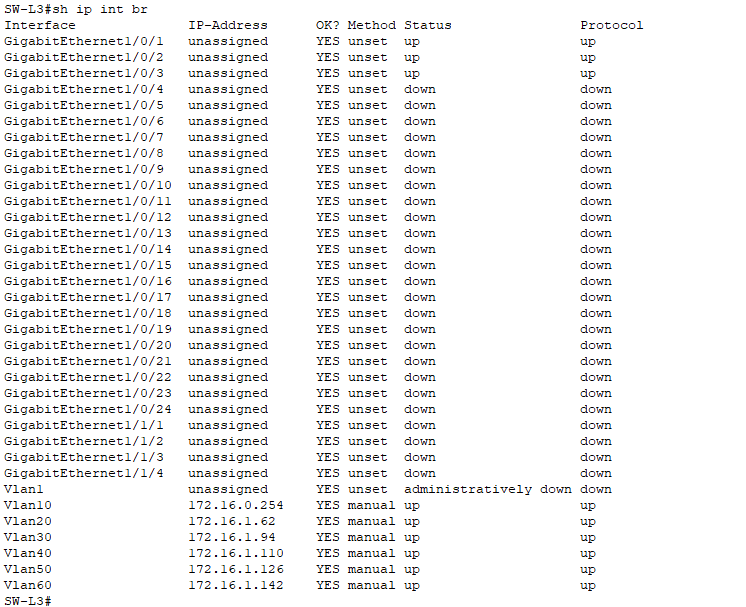 SW-L3#sh ip int br
Interface IP-Address OK? Method Status Protocol
GigabitEthernet1/0/1 unassigned YES unset up up
GigabitEthernet1/0/2 unassigned YES unset up up
GigabitEthernet1/0/3 unassigned YES unset up up
GigabitEthernet1/0/4 unassigned YES unset down down
GigabitEthernet1/0/5 unassigned YES unset down down
GigabitEthernet1/0/6 unassigned YES unset down down
GigabitEthernet1/0/7 unassigned YES unset down down
GigabitEthernet1/0/8 unassigned YES unset down down
GigabitEthernet1/0/9 unassigned YES unset down down
GigabitEthernet1/0/10 unassigned YES unset down down
GigabitEthernet1/0/11 unassigned YES unset down down
GigabitEthernet1/0/12 unassigned YES unset down down
GigabitEthernet1/0/13 unassigned YES unset down down
GigabitEthernet1/0/14 unassigned YES unset down down
GigabitEthernet1/0/15 unassigned YES unset down down
GigabitEthernet1/0/16 unassigned YES unset down down
GigabitEthernet1/0/17 unassigned YES unset down down
GigabitEthernet1/0/18 unassigned YES unset down down
GigabitEthernet1/0/19 unassigned YES unset down down
GigabitEthernet1/0/20 unassigned YES unset down down
GigabitEthernet1/0/21 unassigned YES unset down down
GigabitEthernet1/0/22 unassigned YES unset down down
GigabitEthernet1/0/23 unassigned YES unset down down
GigabitEthernet1/0/24 unassigned YES unset down down
GigabitEthernet1/1/1 unassigned YES unset down down
GigabitEthernet1/1/2 unassigned YES unset down down
GigabitEthernet1/1/3 unassigned YES unset down down
GigabitEthernet1/1/4 unassigned YES unset down down
Vlan1 unassigned YES unset administratively down down
Vlan10 172.16.0.254 YES manual up up
Vlan20 172.16.1.62 YES manual up up
Vlan30 172.16.1.94 YES manual up up
Vlan40 172.16.1.110 YES manual up up
Vlan50 172.16.1.126 YES manual up up
Vlan60 172.16.1.142 YES manual up up
SW-L3#